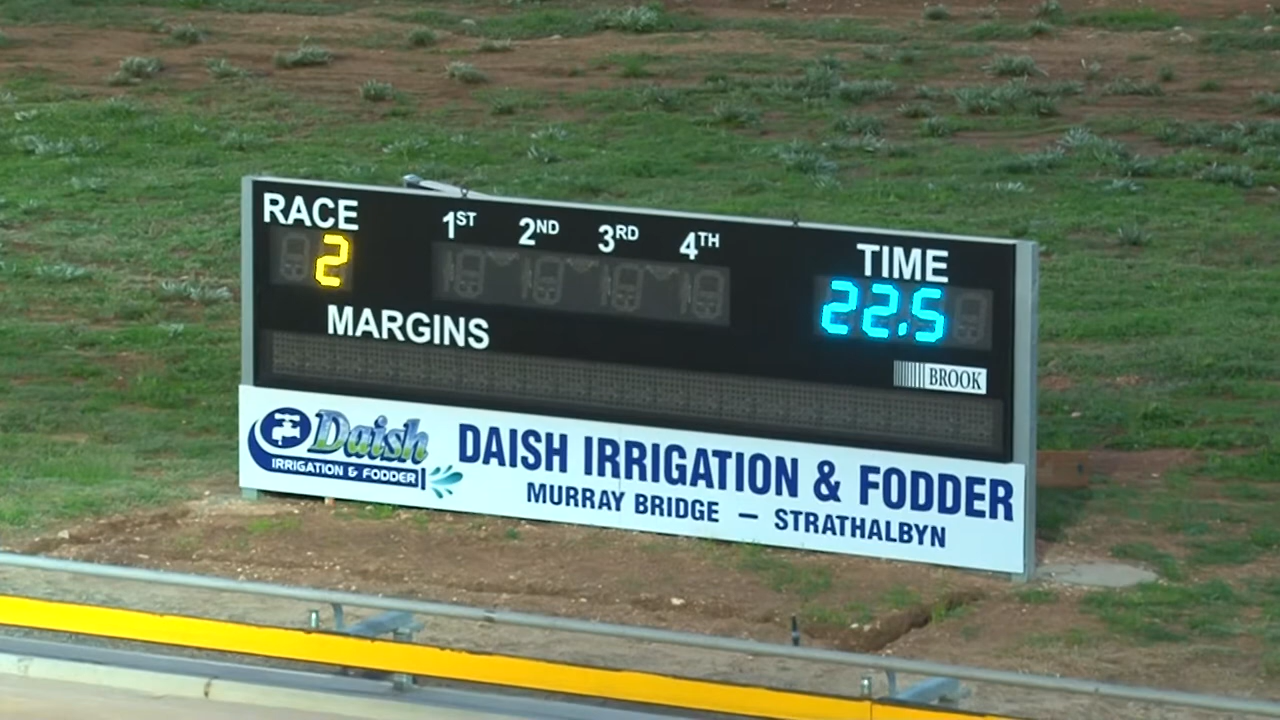 RACE
1ST 2ND 3RD 4TH
TIME
2
22.5
MARGINS
BROOK
Daish
IRRIGATION & FODDER
DAISH IRRIGATION & FODDER
MURRAY BRIDGE – STRATHALBYN